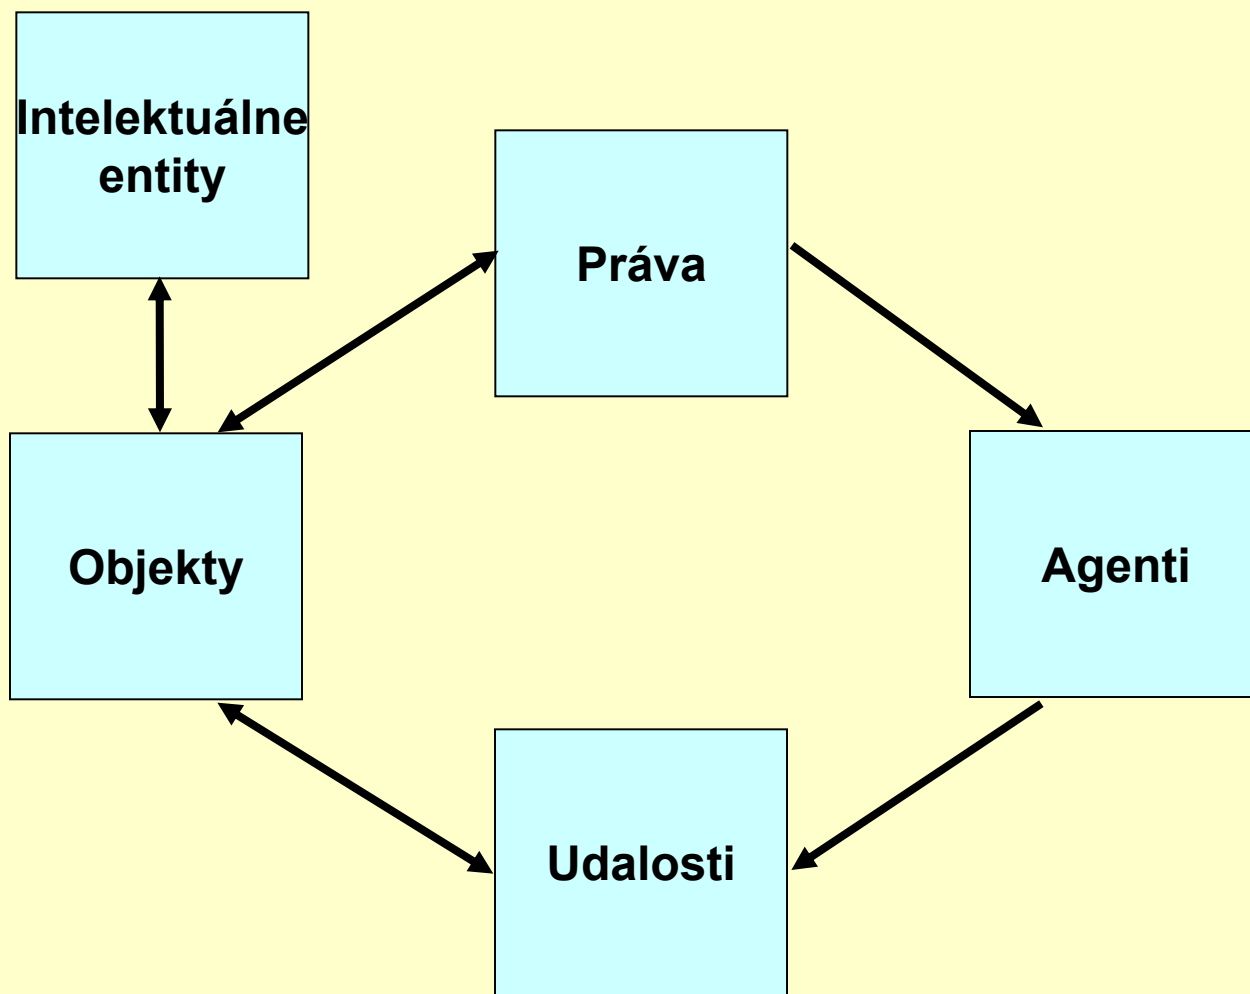 Intelektuálne
entity
Práva
Objekty
Agenti
Udalosti